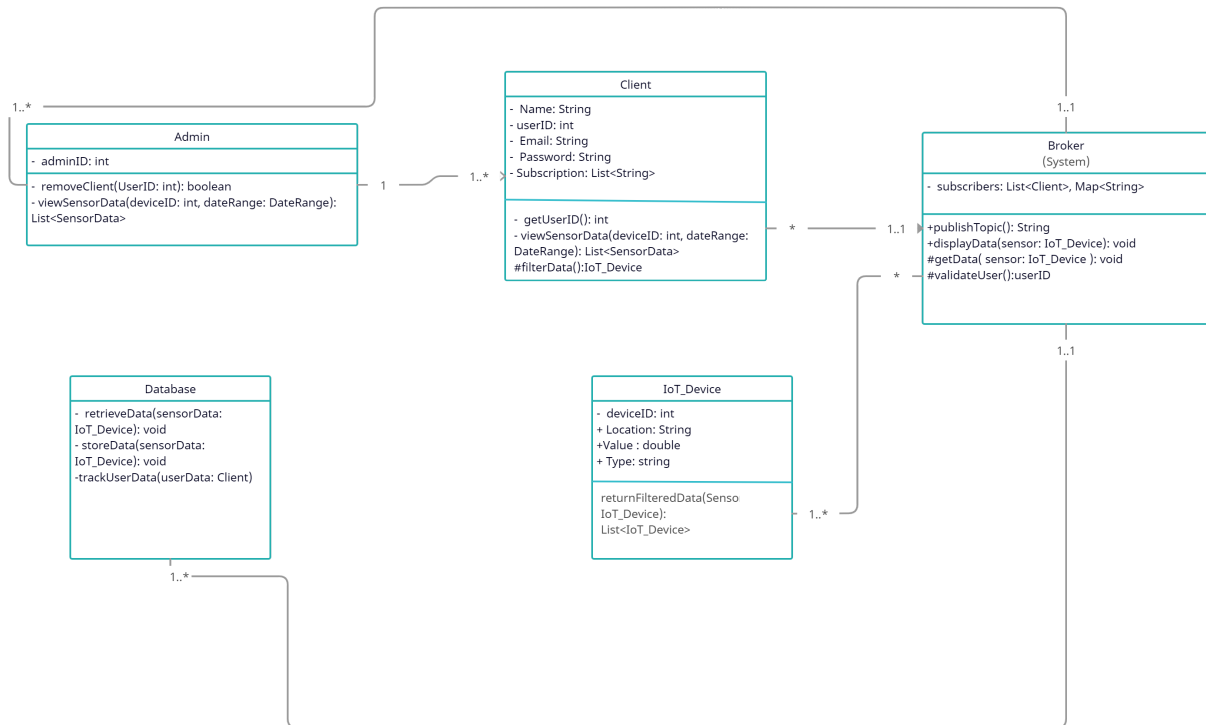 1..*
1..1
Client
- Name: String
- userID: int
- Email: String
- Password: String
- Subscription: List<String>
- getUserID(): int
- viewSensorData(deviceID: int, dateRange:
DateRange): List<SensorData>
#filterData():IoT_Device
Admin
- adminID: int
- removeClient(UserID: int): boolean
- viewSensorData(deviceID: int, dateRange: DateRange):
List<SensorData>
1
1..*
Broker
(System)
- subscribers: List<Client>, Map<String>
+publishTopic(): String
+displayData(sensor: IoT_Device): void
#getData( sensor: IoT_Device ): void
#validateUser():userID
*
1..1
*
1..1
Database
- retrieveData(sensorData:
IoT_Device): void
- storeData(sensorData:
IoT_Device): void
-trackUserData(userData: Client)
IoT_Device
- deviceID: int
+ Location: String
+Value : double
+ Type: string
returnFilteredData(Senso
IoT_Device):
List<IoT_Device>
1..*
1..*